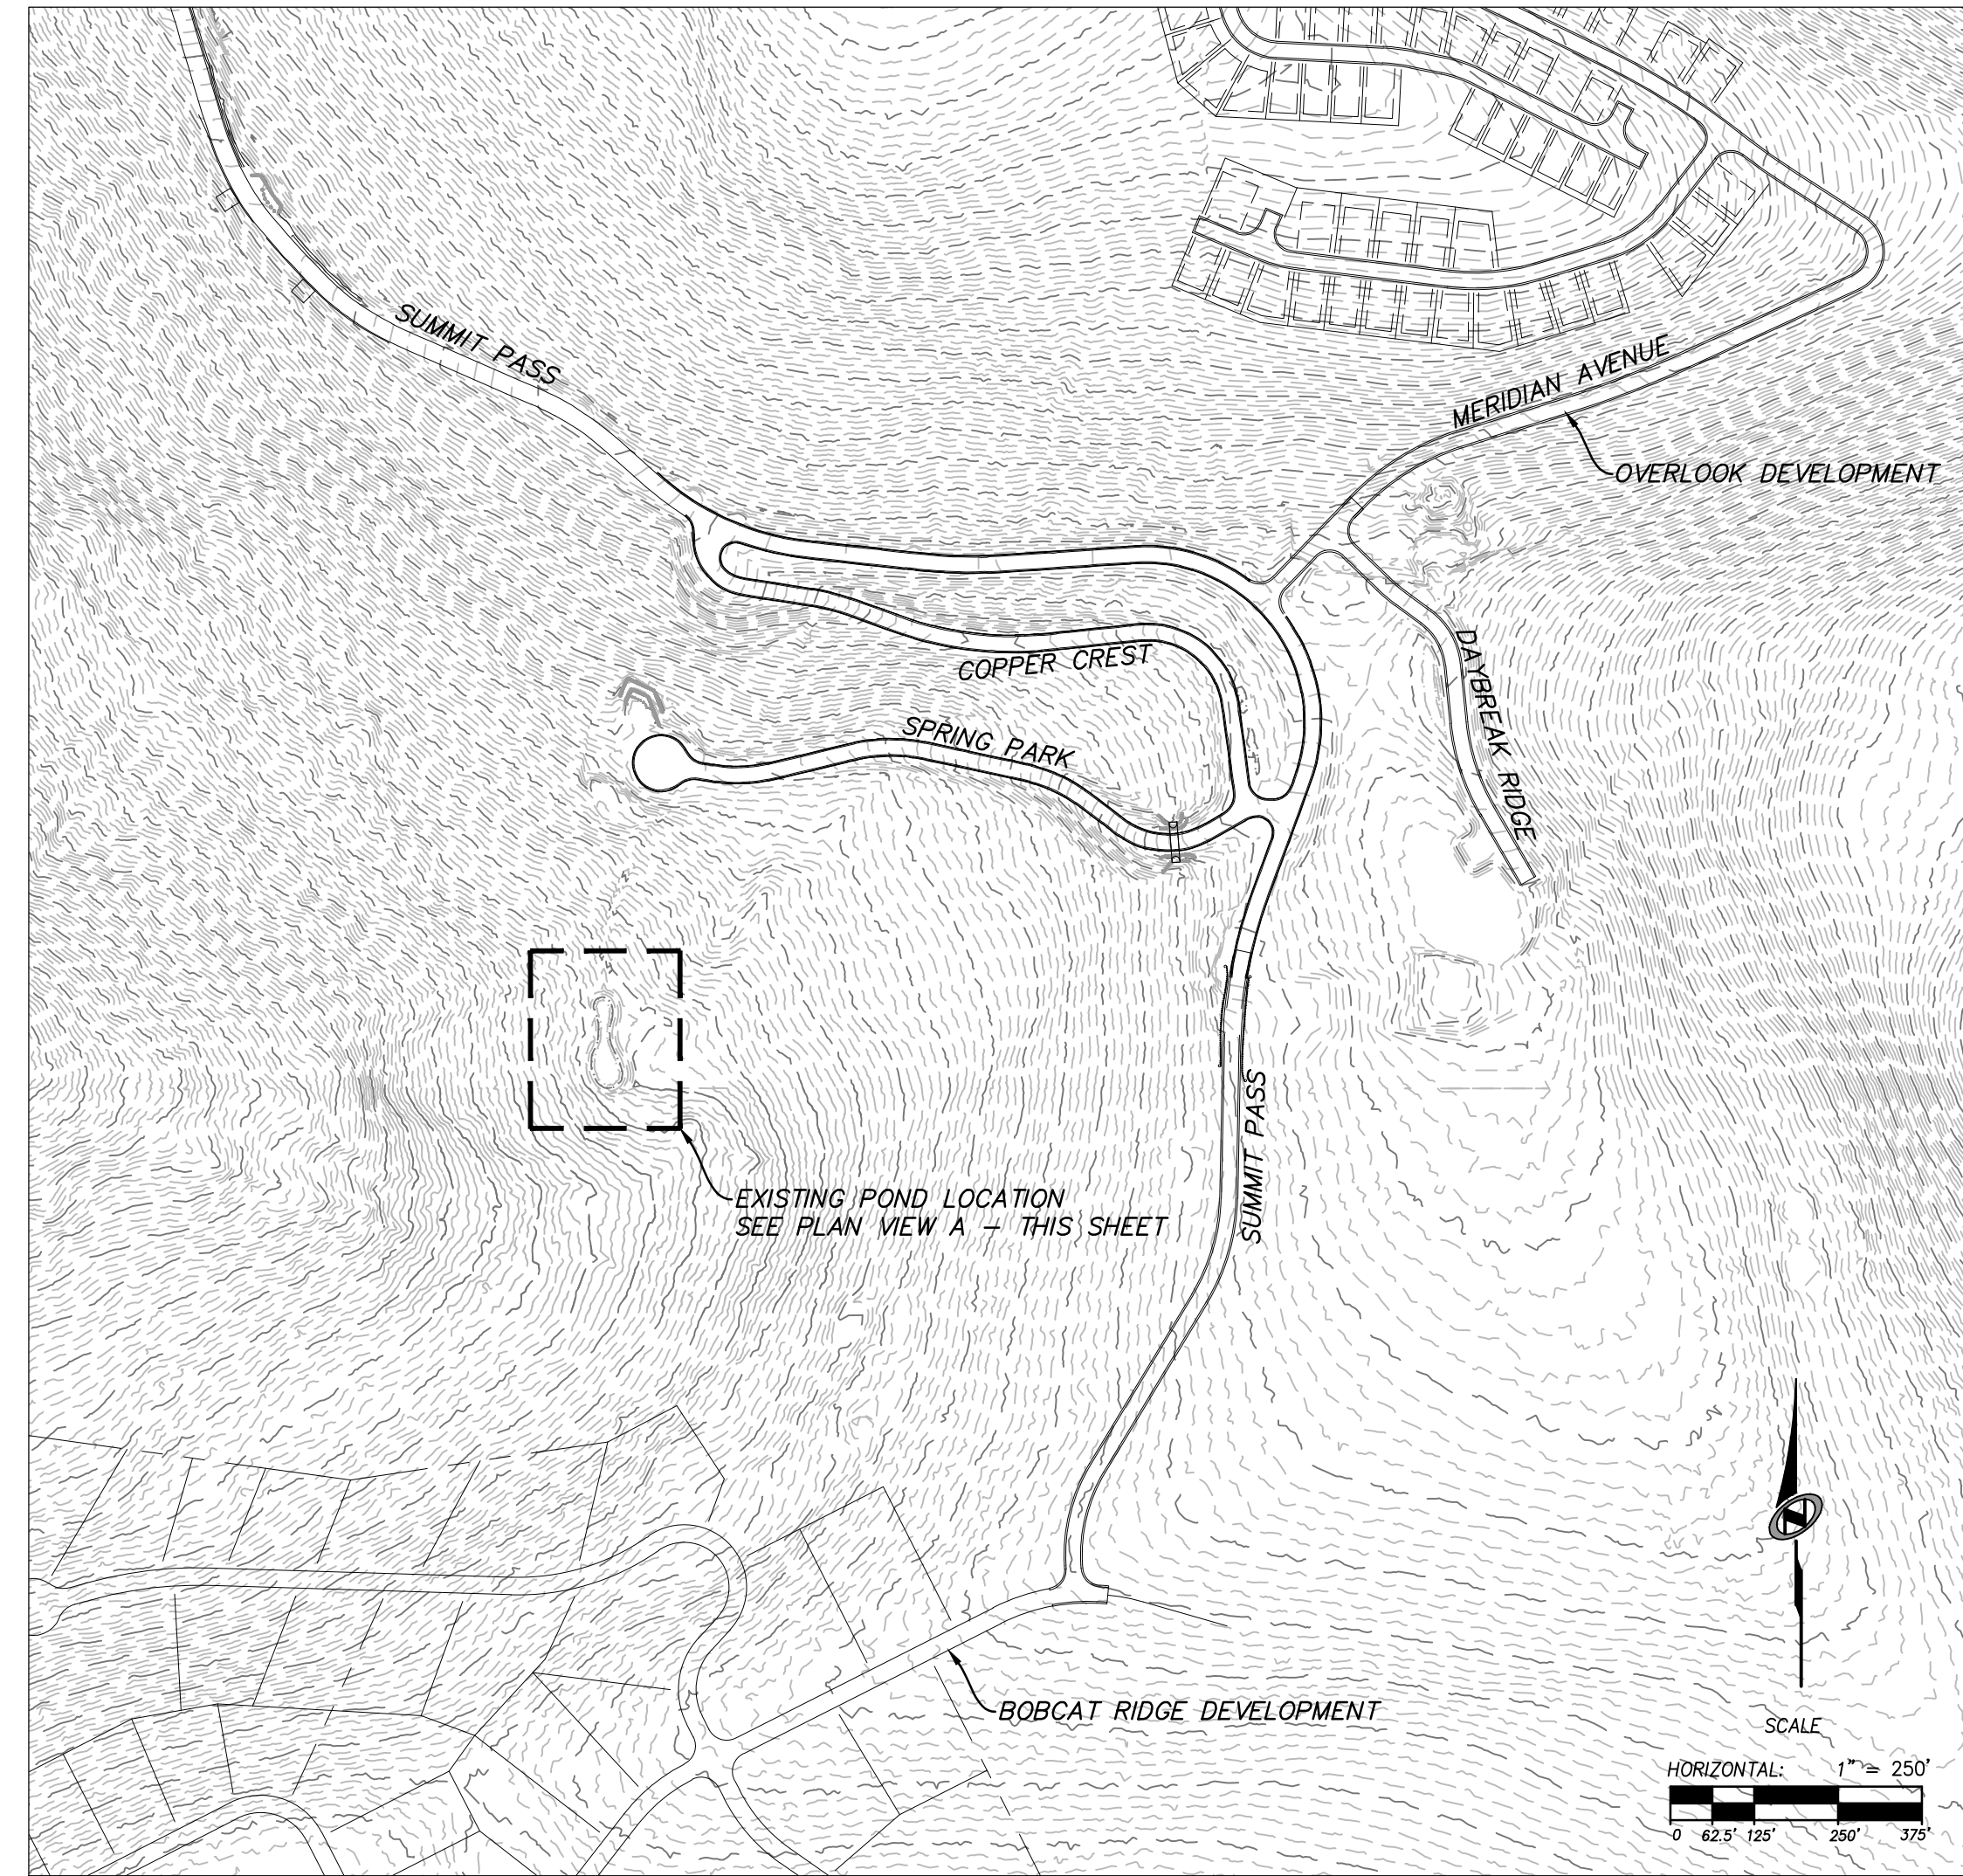 SUMMIT PASS
MERIDIAN AVENUE
OVERLOOK DEVELOPMENT
COPPER CREST
DAYBREAK RIDGE
SPRING PARK
SUMMIT PASS
EXISTING POND LOCATION
SEE PLAN VIEW A – THIS SHEET
N
BOBCAT RIDGE DEVELOPMENT
SCALE
HORIZONTAL: 1" = 250'
0 62.5' 125' 250' 375'